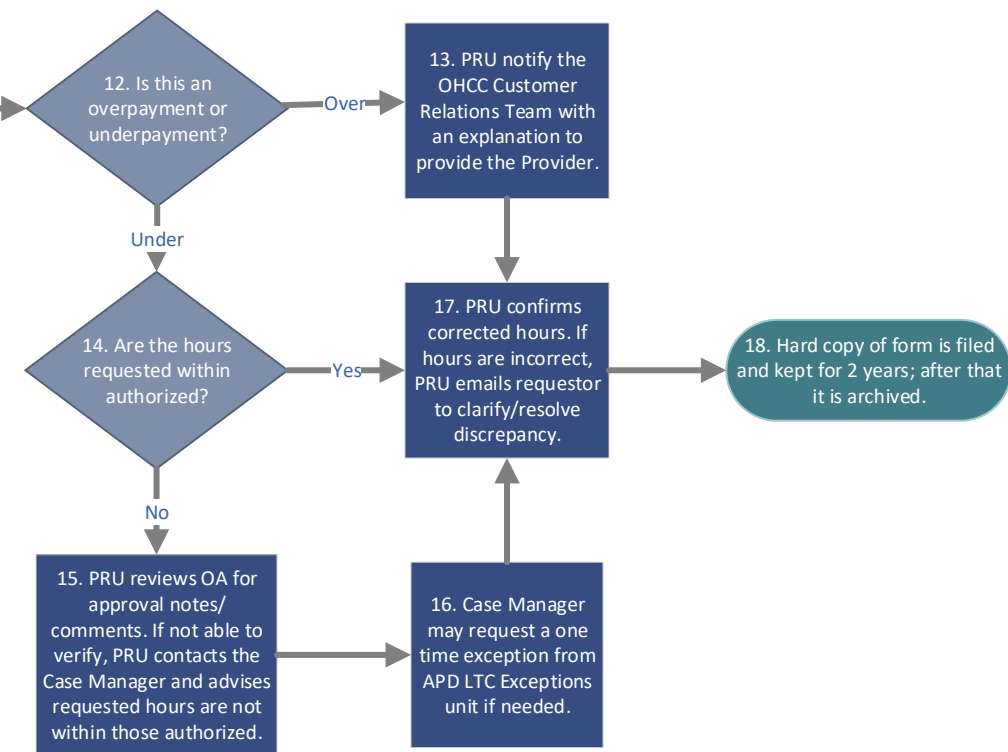 12. Is this an
overpayment or
underpayment?
Over
13. PRU notify the
OHCC Customer
Relations Team with
an explanation to
provide the Provider.
Under
14. Are the hours
requested within
authorized?
Yes
17. PRU confirms
corrected hours. If
hours are incorrect,
PRU emails requestor
to clarify/resolve
discrepancy.
18. Hard copy of form is filed
and kept for 2 years; after that
it is archived.
No
15. PRU reviews OA for
approval notes/
comments. If not able to
verify, PRU contacts the
Case Manager and advises
requested hours are not
within those authorized.
16. Case Manager
may request a one
time exception from
APD LTC Exceptions
unit if needed.